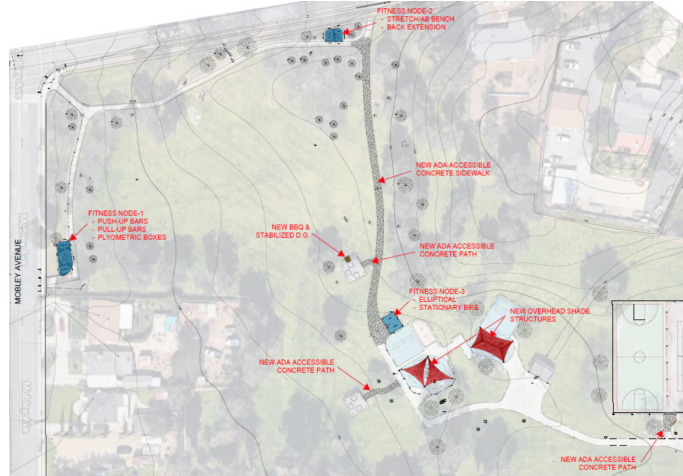 FITNESS NODE-2
- STRETCH/AB BENCH
- BACK EXTENSION
NEW ADA ACCESSIBLE
CONCRETE SIDEWALK
FITNESS NODE-1
- PUSH-UP BARS
- PULL-UP BARS
- PLYOMETRIC BOXES
MOBLEY AVENUE
NEW BBQ &
STABILIZED D.G.
NEW ADA ACCESSIBLE
CONCRETE PATH
FITNESS NODE-3
- ELLIPTICAL
- STATIONARY BIKE
NEW OVERHEAD SHADE
STRUCTURES
NEW ADA ACCESSIBLE
CONCRETE PATH
NEW ADA ACCESSIBLE
CONCRETE PATH